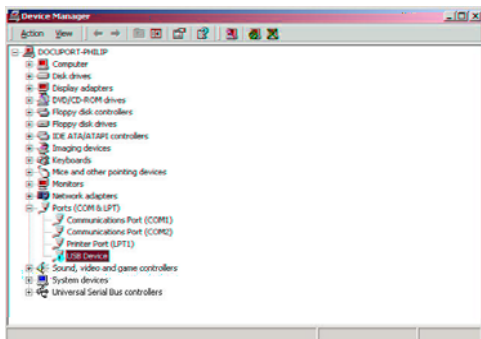 Device Manager
Action View
DOCUPORT-PHILIP
Computer
Disk drives
Display adapters
DVD/CD-ROM drives
Floppy disk controllers
Floppy disk drives
IDE ATA/ATAPI controllers
Imaging devices
Keyboards
Mice and other pointing devices
Monitors
Network adapters
Ports (COM & LPT)
Communications Port (COM1)
Communications Port (COM2)
Printer Port (LPT1)
USB Device
Sound, video and game controllers
System devices
Universal Serial Bus controllers